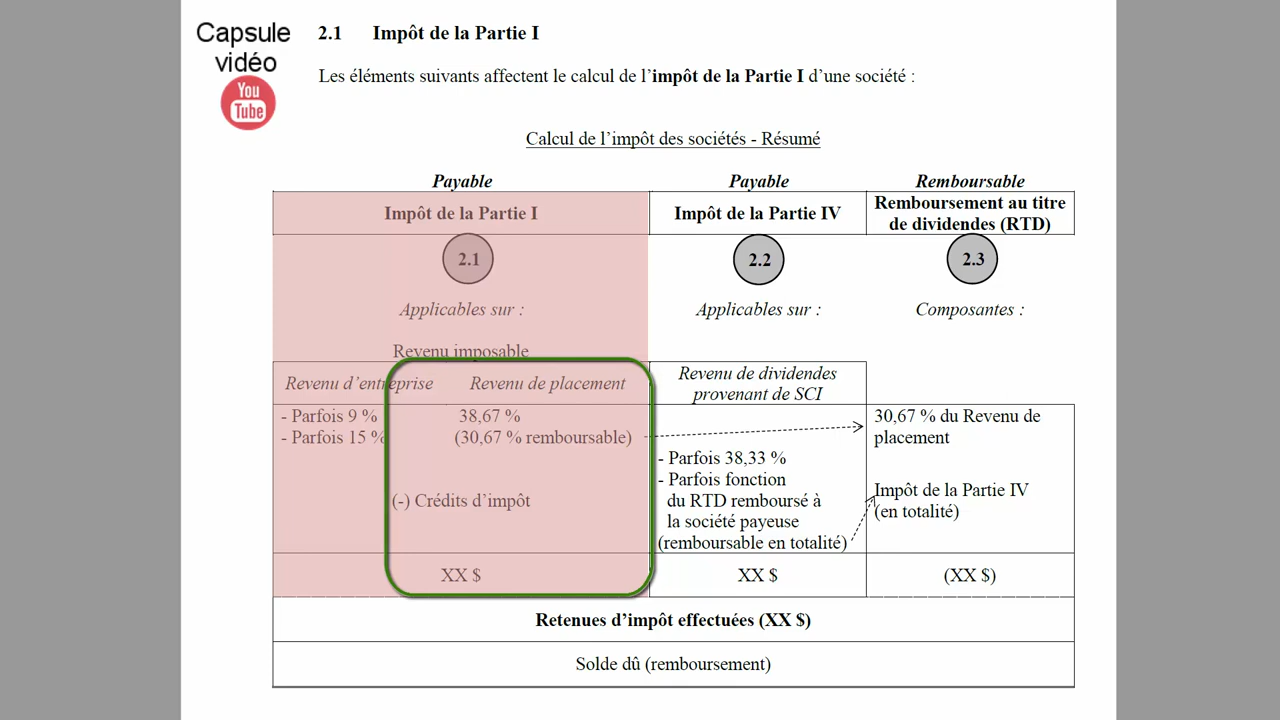 Capsule
vidéo
You
Tube
2.1 Impôt de la Partie I
Les éléments suivants affectent le calcul de l'impôt de la Partie I d'une société :
Calcul de l'impôt des sociétés - Résumé
Payable
Payable
Remboursable
Impôt de la Partie I
Impôt de la Partie IV
Remboursement au titre
de dividendes (RTD)
2.1
2.2
2.3
Applicables sur :
Applicables sur :
Composantes :
Revenu imposable
Revenu d'entreprise
Revenu de placement
Revenu de dividendes
provenant de SCI
- Parfois 9 %
- Parfois 15 %
38,67 %
(30,67 % remboursable)
(-) Crédits d'impôt
- Parfois 38,33 %
- Parfois fonction
du RTD remboursé à
la société payeuse
(remboursable en totalité)
30,67 % du Revenu de
placement
Impôt de la Partie IV
(en totalité)
XX $
XX $
(XX $)
Retenues d'impôt effectuées (XX $)
Solde dû (remboursement)